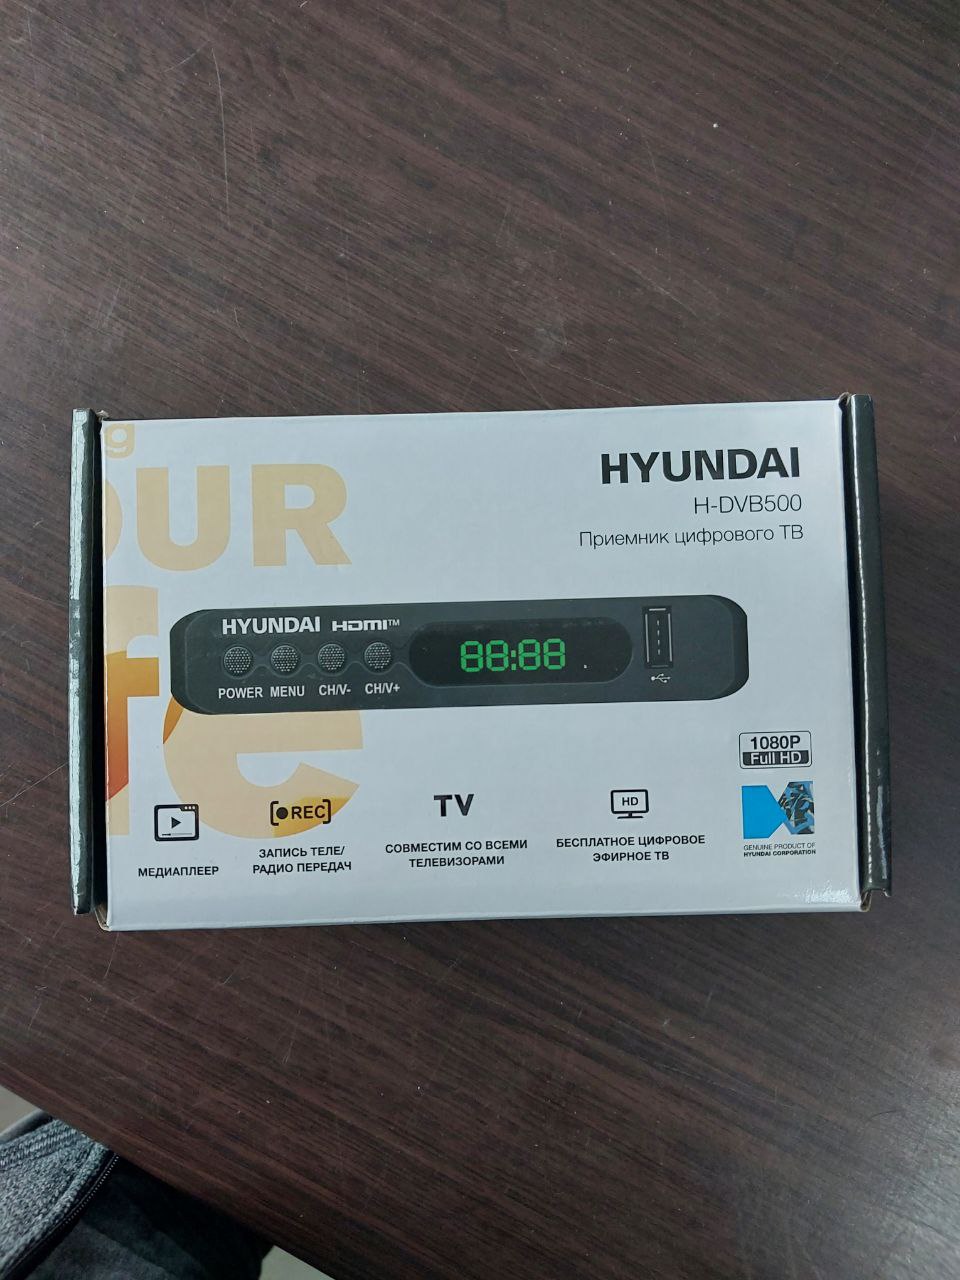 g
OUR
fe
HYUNDAI
H-DVB500
Приемник цифрового ТВ
HYUNDAI HDMI™
88:88
POWER MENU CH/V- CH/V+
1080P
Full HD
REC
TV
HD
МЕДИАПЛЕЕР
ЗАПИСЬ ТЕЛЕ/
РАДИО ПЕРЕДАЧ
СОВМЕСТИМ СО ВСЕМИ
ТЕЛЕВИЗОРАМИ
БЕСПЛАТНОЕ ЦИФРОВОЕ
ЭФИРНОЕ ТВ
GENUINE PRODUCT OF
HYUNDAI CORPORATION